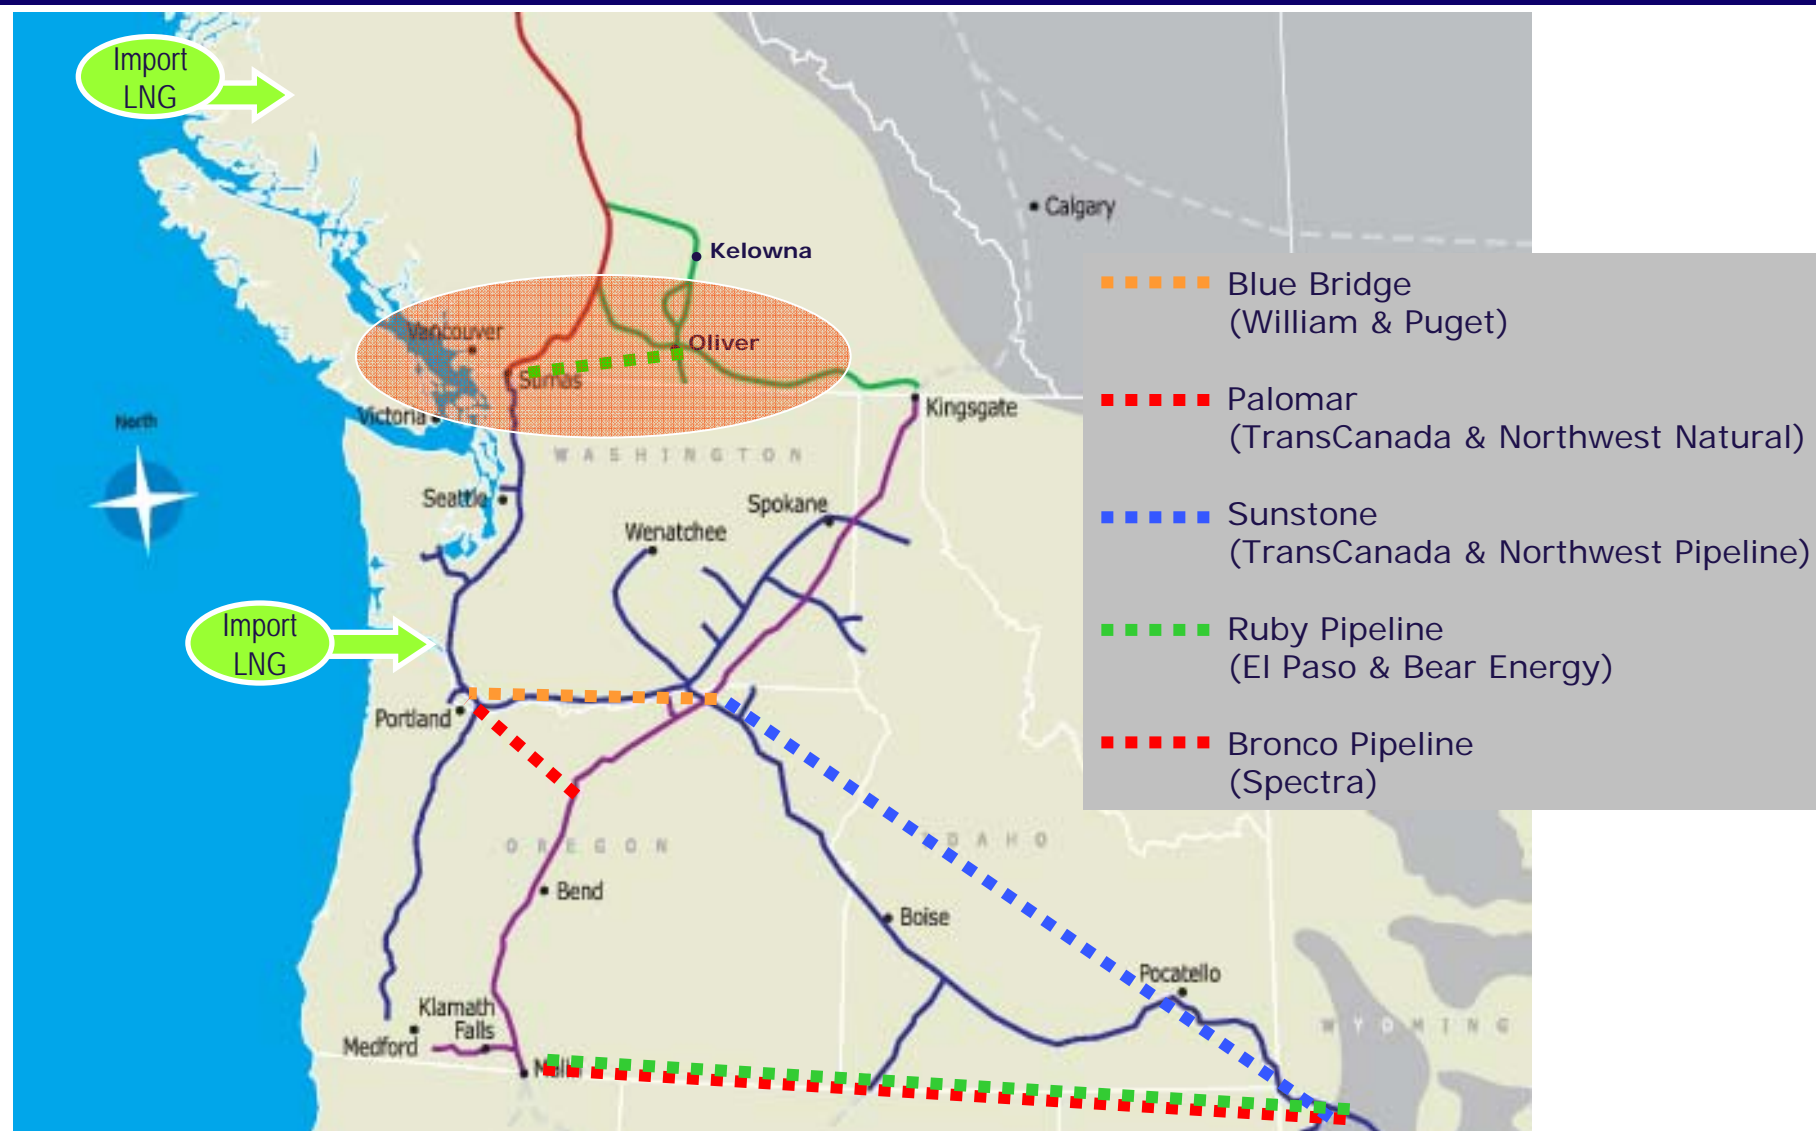 Import
LNG
Calgary
Kelowna
Vancouver
Oliver
Sumas
Victoria
Kingsgate
North
WASHINGTON
Seattle
Spokane
Wenatchee
Import
LNG
Portland
OREGON
IDAHO
Bend
Boise
Pocatello
Klamath
Falls
Medford
WYOMING
Blue Bridge
(William & Puget)
Palomar
(TransCanada & Northwest Natural)
Sunstone
(TransCanada & Northwest Pipeline)
Ruby Pipeline
(El Paso & Bear Energy)
Bronco Pipeline
(Spectra)